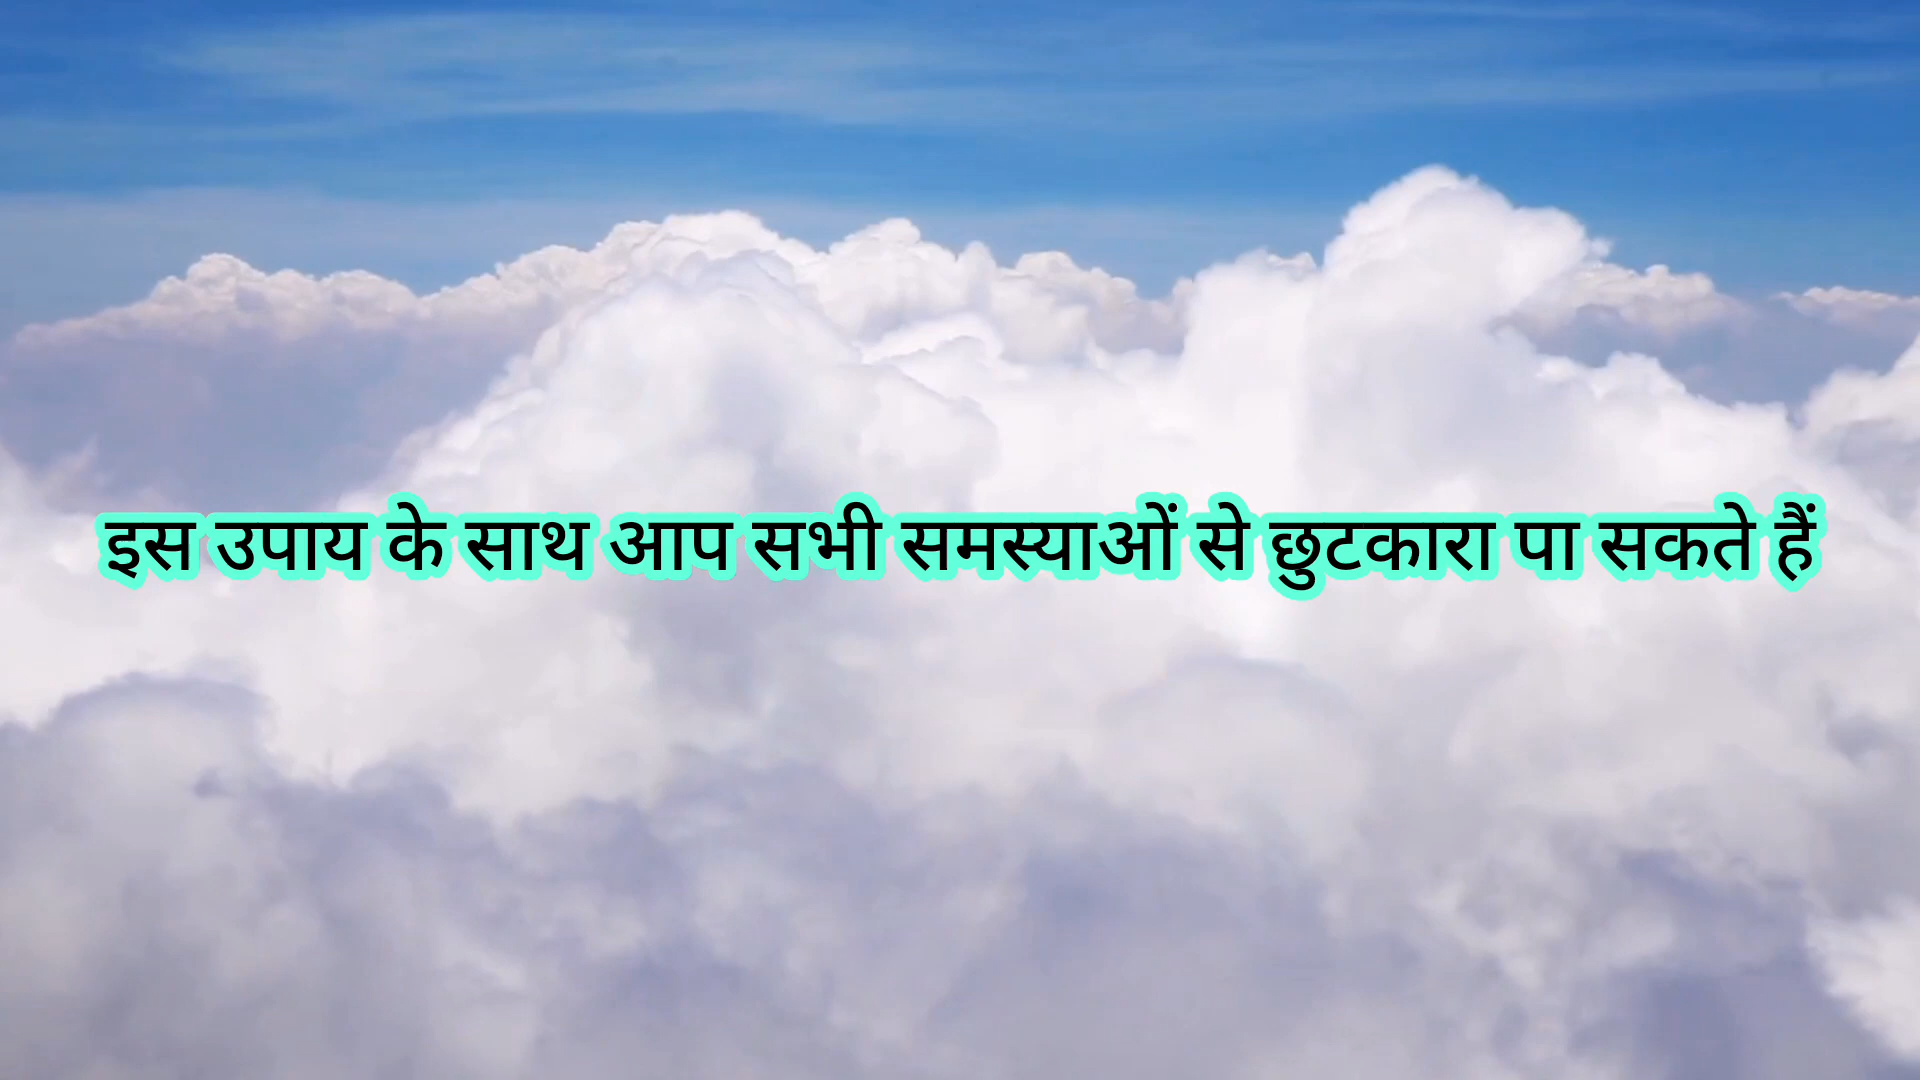 इस उपाय के साथ आप सभी समस्याओं से छुटकारा पा सकते हैं